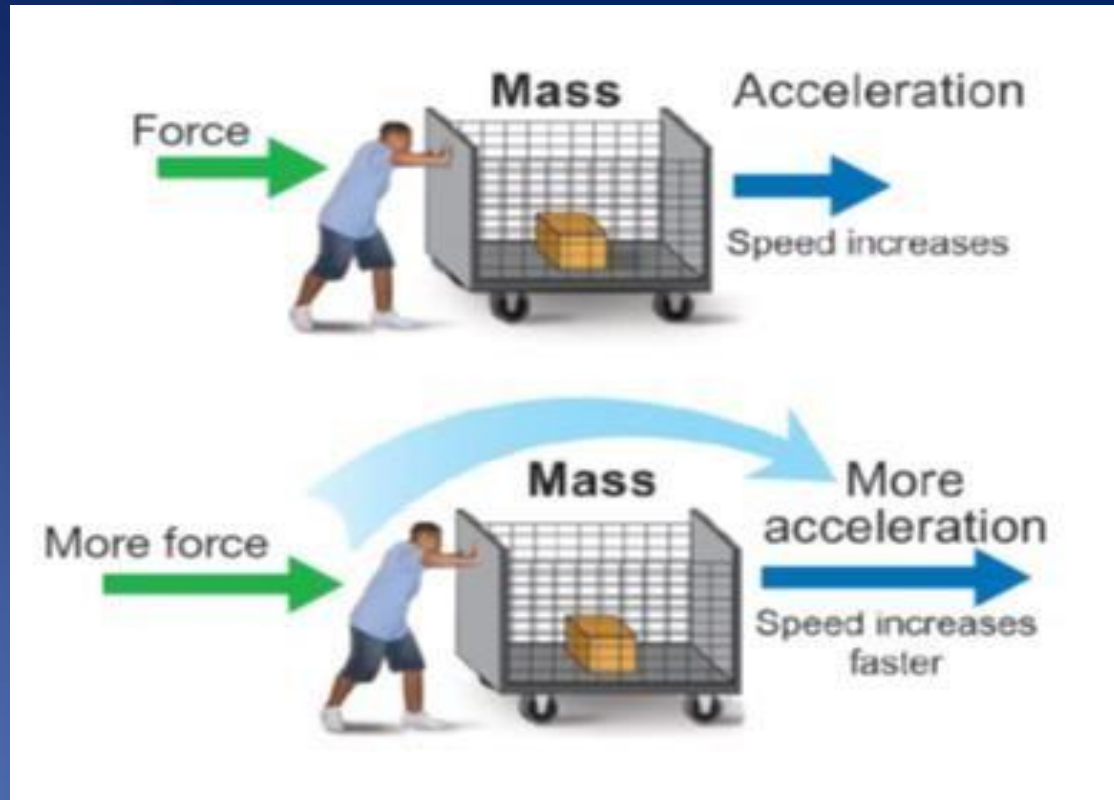 Mass
Acceleration
Force
Speed increases
Mass
More
acceleration
More force
Speed increases
faster